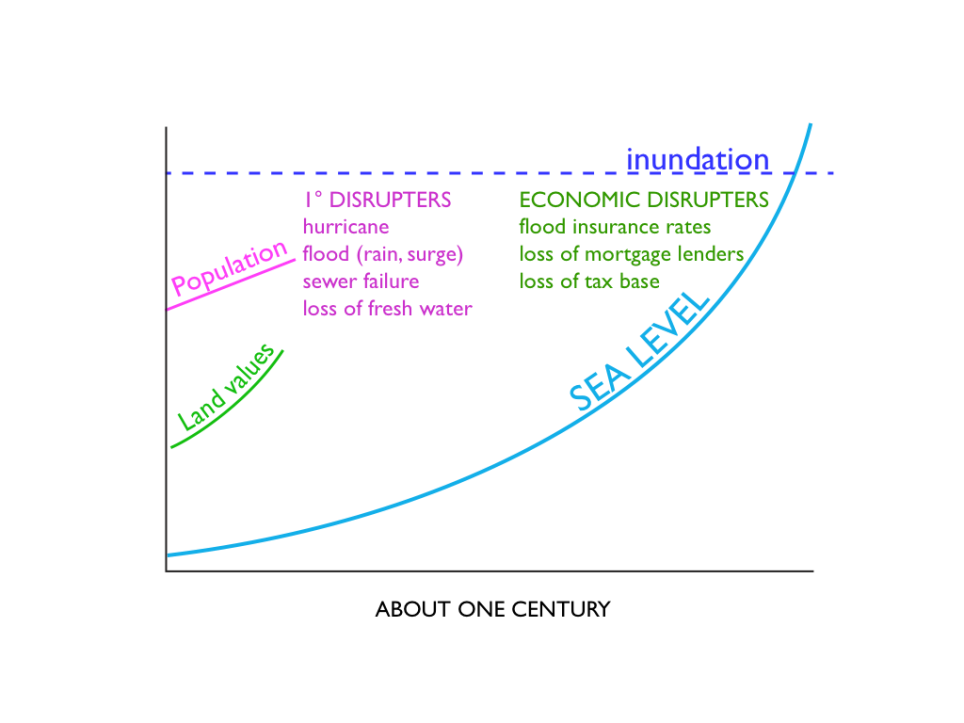 inundation
1° DISRUPTERS
hurricane
flood (rain, surge)
sewer failure
loss of fresh water
ECONOMIC DISRUPTERS
flood insurance rates
loss of mortgage lenders
loss of tax base
Population
Land values
SEA LEVEL
ABOUT ONE CENTURY